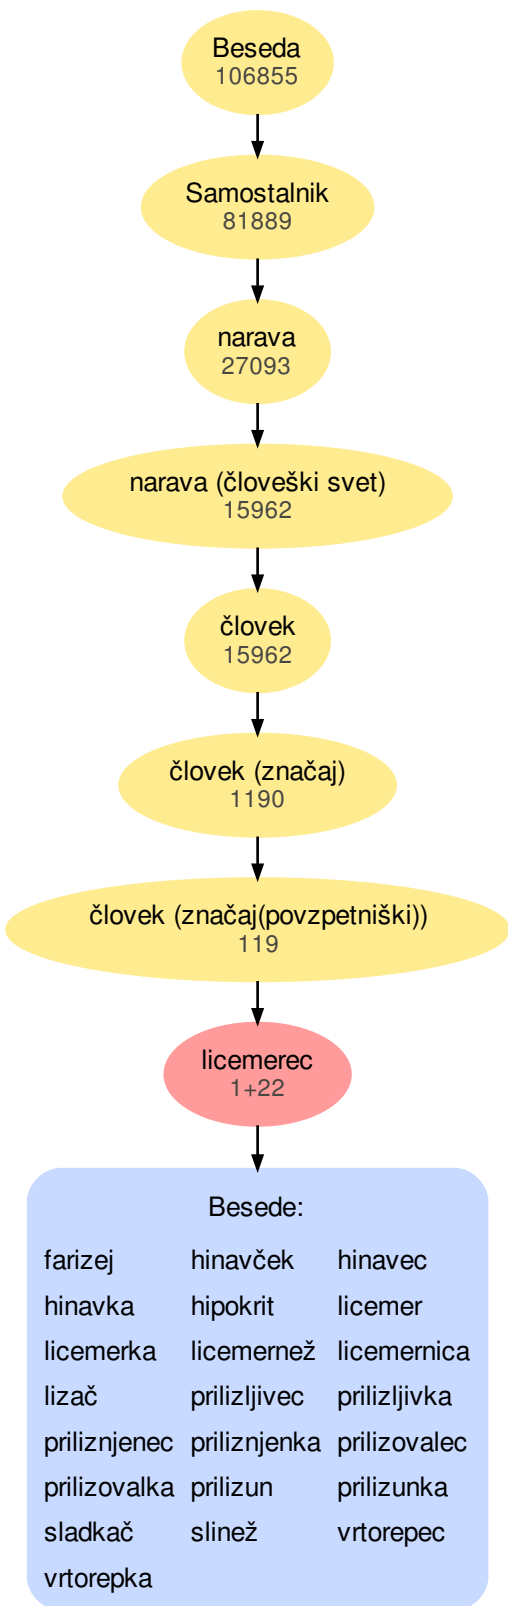 Beseda
106855
Samostalnik
81889
narava
27093
narava (človeški svet)
15962
človek
15962
človek (značaj)
1190
človek (značaj(povzpetniški))
119
licemerec
1+22
Besede:
farizej hinavček hinavec
hinavka hipokrit licemer
licemerka licemernež licemernica
lizač prilizljivec prilizljivka
priliznjenec priliznjenka prilizovalec
prilizovalka prilizun prilizunka
sladkač slinež vrtorepec
vrtorepka